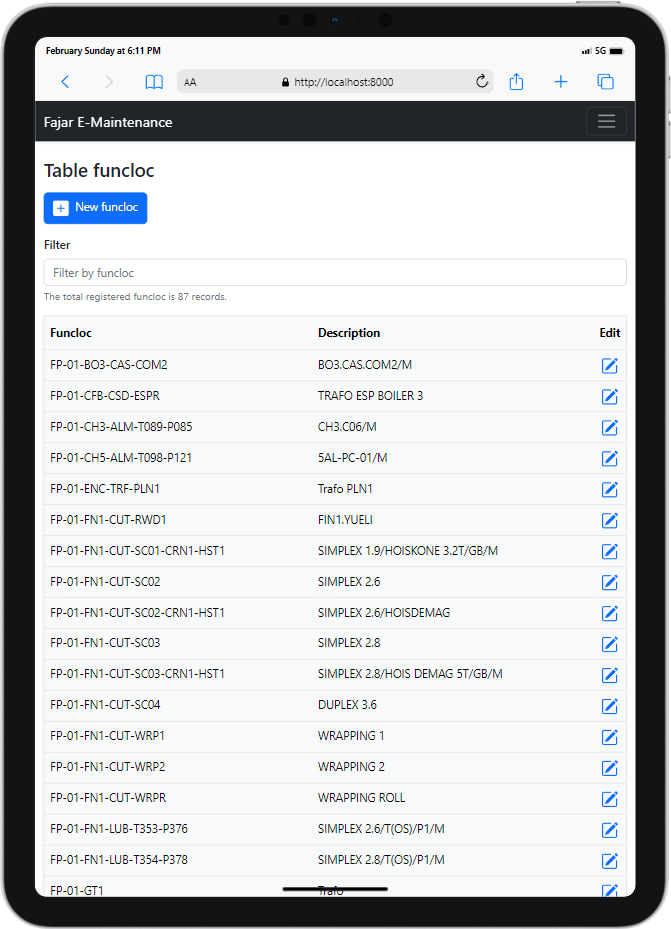 February Sunday at 6:11 PM
5G
AA
http://localhost:8000
Fajar E-Maintenance
Table funcloc
New funcloc
Filter
Filter by funcloc
The total registered funcloc is 87 records.
Funcloc Description Edit
FP-01-BO3-CAS-COM2 BO3.CAS.COM2/M
FP-01-CFB-CSD-ESPR TRAFO ESP BOILER 3
FP-01-CH3-ALM-T089-P085 CH3.C06/M
FP-01-CH5-ALM-T098-P121 5AL-PC-01/M
FP-01-ENC-TRF-PLN1 Trafo PLN1
FP-01-FN1-CUT-RWD1 FIN1.YUELI
FP-01-FN1-CUT-SC01-CRN1-HST1 SIMPLEX 1.9/HOISKONE 3.2T/GB/M
FP-01-FN1-CUT-SC02 SIMPLEX 2.6
FP-01-FN1-CUT-SC02-CRN1-HST1 SIMPLEX 2.6/HOISDEMAG
FP-01-FN1-CUT-SC03 SIMPLEX 2.8
FP-01-FN1-CUT-SC03-CRN1-HST1 SIMPLEX 2.8/HOIS DEMAG 5T/GB/M
FP-01-FN1-CUT-SC04 DUPLEX 3.6
FP-01-FN1-CUT-WRP1 WRAPPING 1
FP-01-FN1-CUT-WRP2 WRAPPING 2
FP-01-FN1-CUT-WRPR WRAPPING ROLL
FP-01-FN1-LUB-T353-P376 SIMPLEX 2.6/T(OS)/P1/M
FP-01-FN1-LUB-T354-P378 SIMPLEX 2.8/T(OS)/P1/M
FP-01-GT1 Trafo